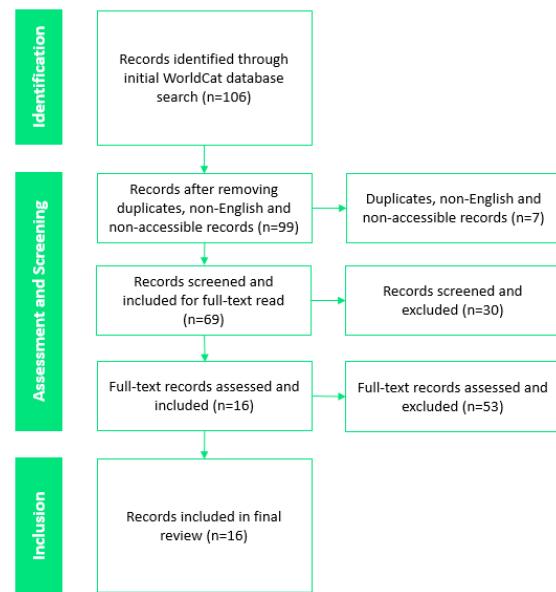 Identification
Records identified through
initial WorldCat database
search (n=106)
Assessment and Screening
Records after removing
duplicates, non-English and
non-accessible records (n=99)
Duplicates, non-English and
non-accessible records (n=7)
Records screened and
included for full-text read
(n=69)
Records screened and
excluded (n=30)
Full-text records assessed and
included (n=16)
Full-text records assessed and
excluded (n=53)
Inclusion
Records included in final
review (n=16)